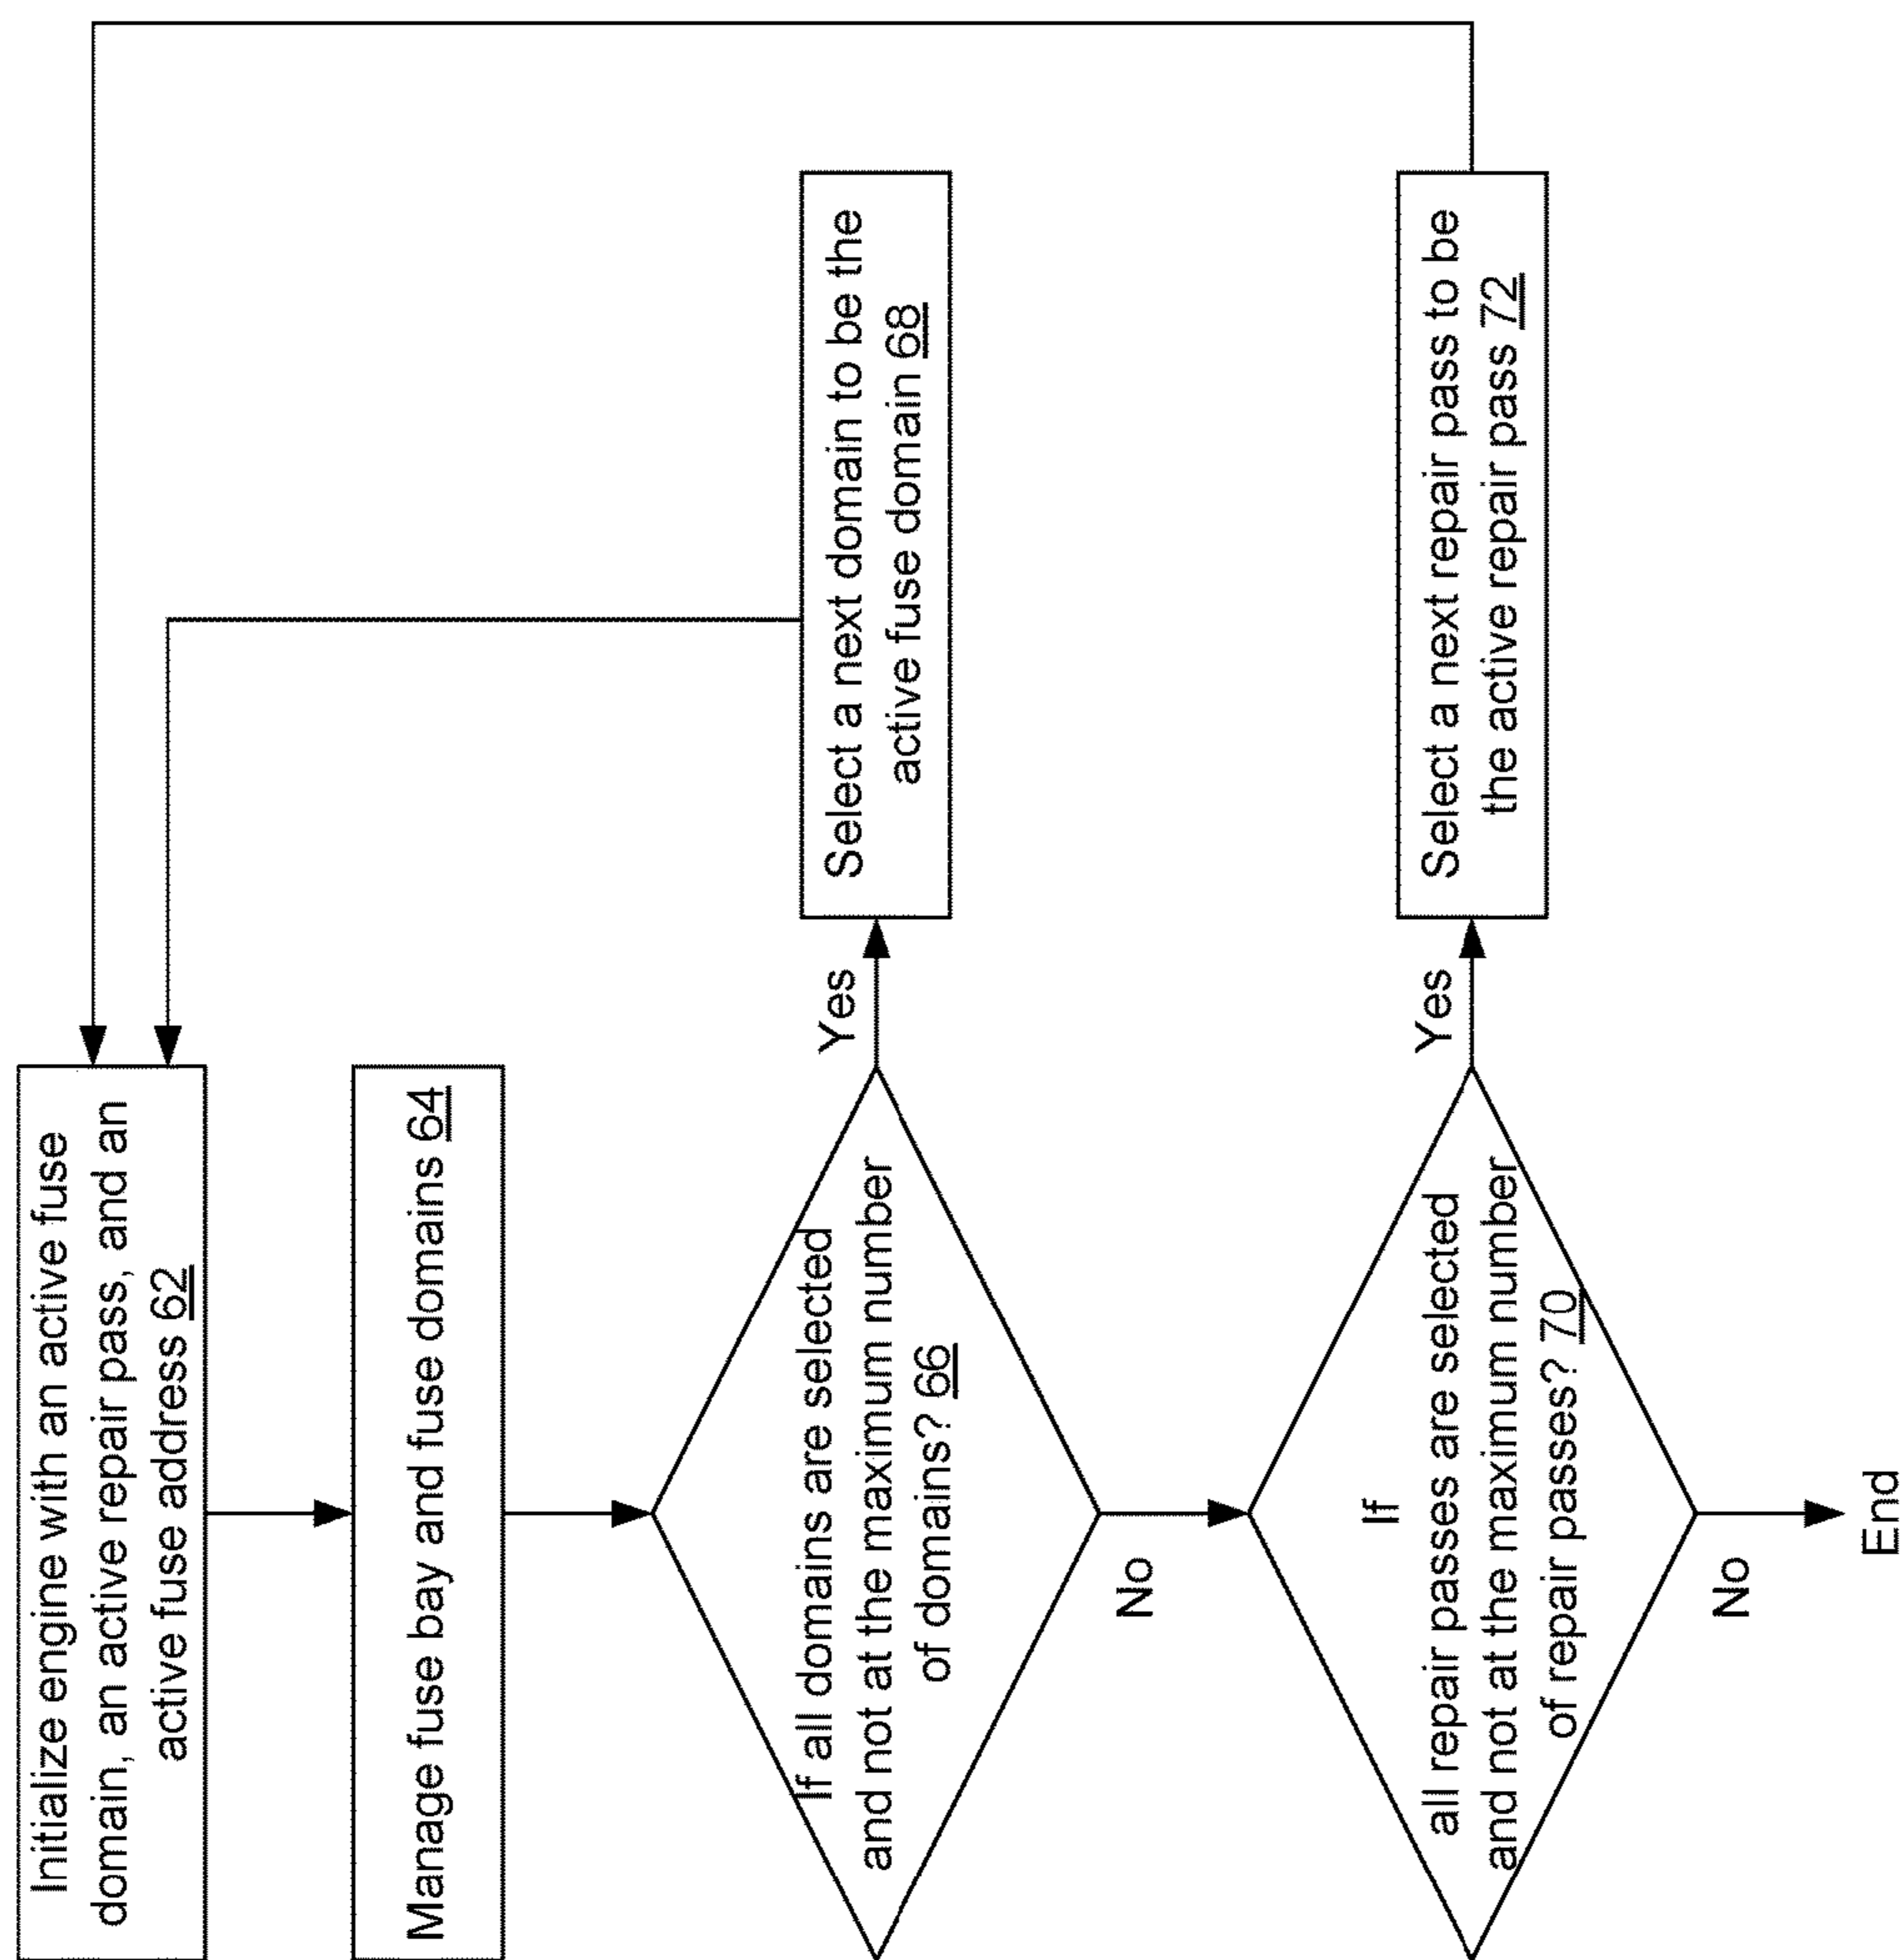 Initialize engine with an active fuse
domain, an active repair pass, and an
active fuse address 62
Manage fuse bay and fuse domains 64
If all domains are selected
and not at the maximum number
of domains? 66
Yes
Select a next domain to be the
active fuse domain 68
No
If
all repair passes are selected
and not at the maximum number
of repair passes? 70
Yes
Select a next repair pass to be
the active repair pass 72
No
End